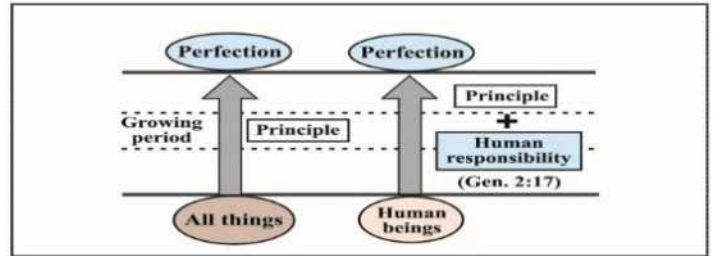 Perfection
Perfection
Principle
+
Growing
period
Principle
Human
responsibility
(Gen. 2:17)
All things
Human
beings